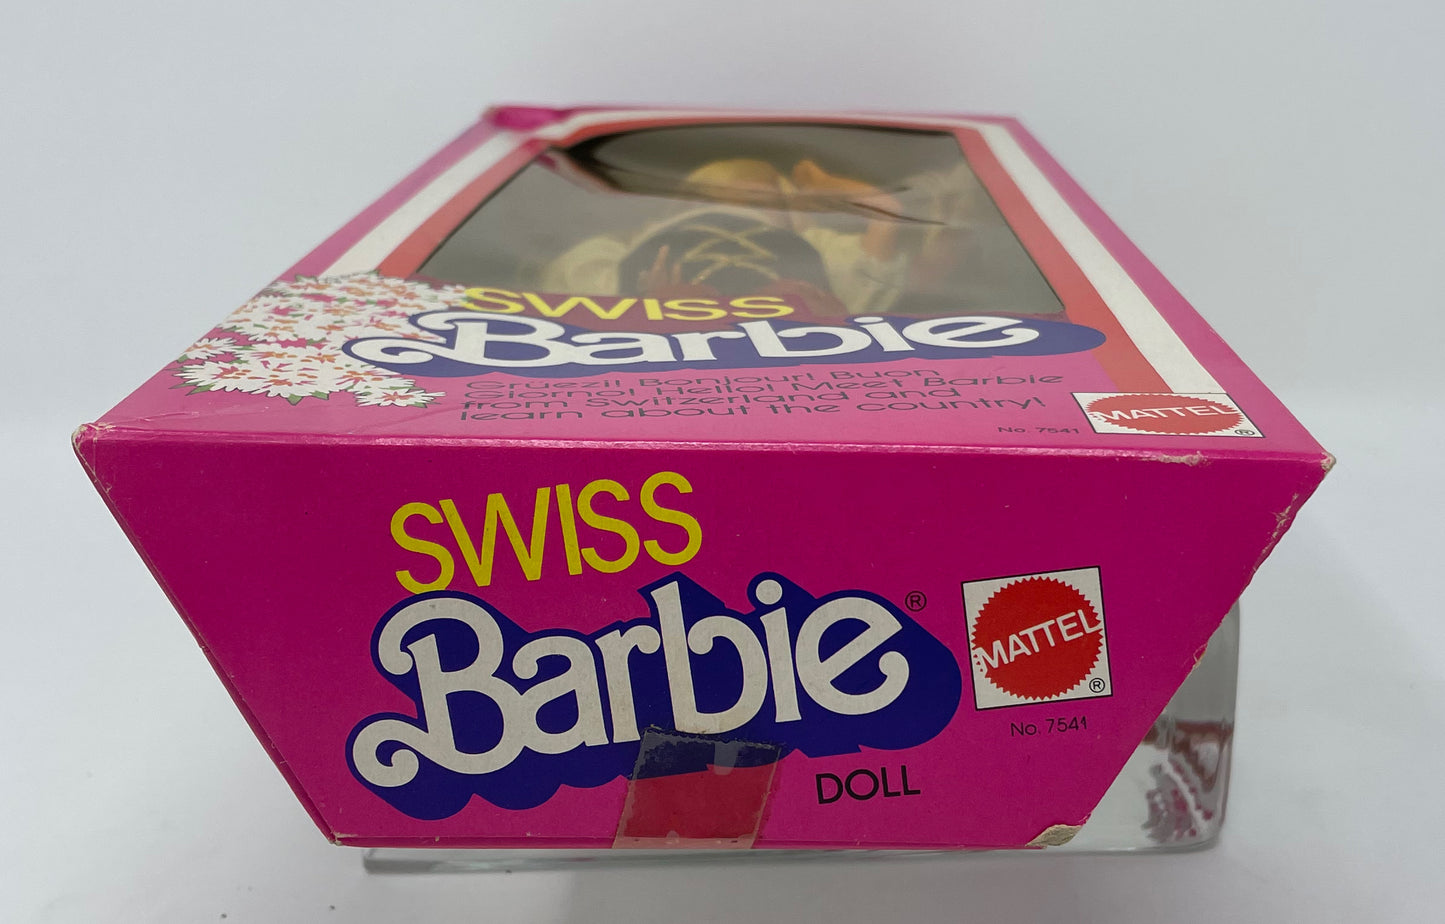 SWISS
Barbie
Grüezi! Bonjour! Buon
Giorno! Hello! Meet Barbie
from Switzerland and
learn about the country!
No. 7541
MATTEL
®
SWISS
Barbie®
DOLL
MATTEL
®
No. 7541